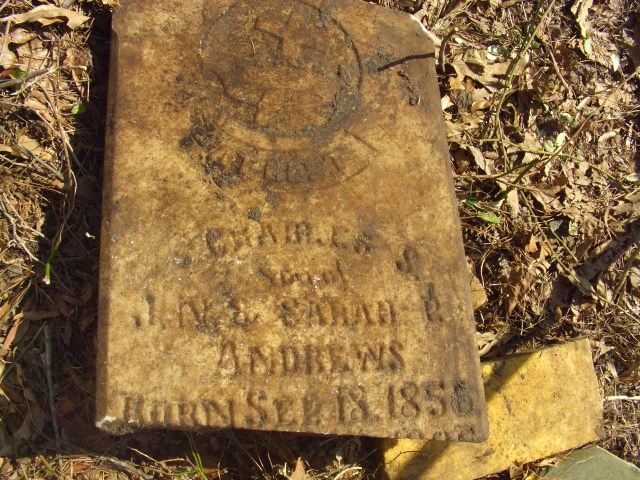 CHARLES S
Son of
J. N. & SARAH R.
ANDREWS
BORN SEP. 18, 1856